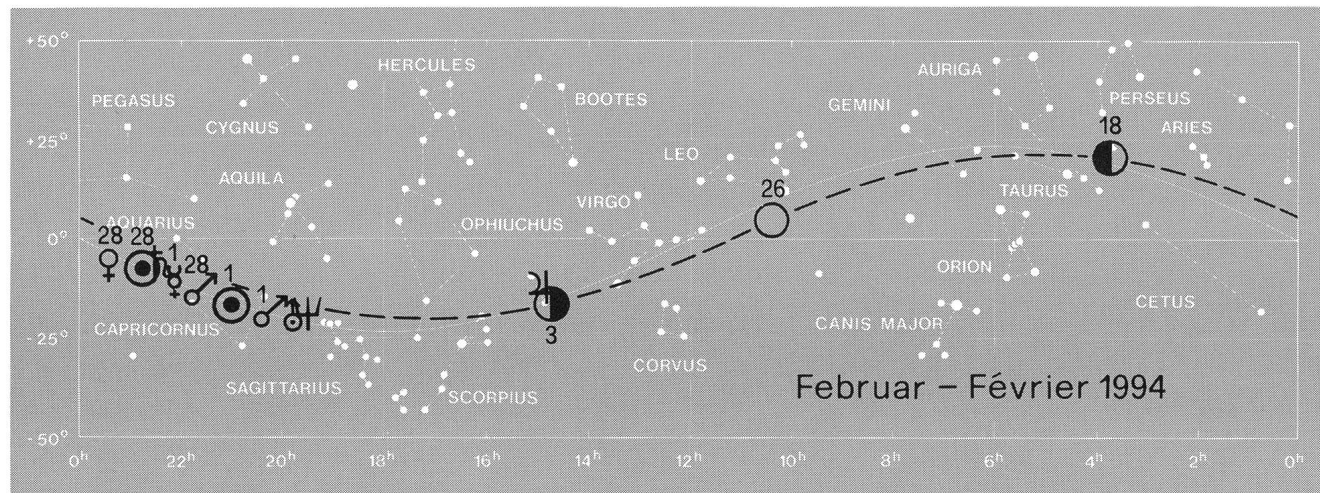 +50°
HERCULES
AURIGA
PEGASUS
BOOTES
GEMINI
PERSEUS
CYGNUS
18
ARIES
+25°
LEO
AQUILA
TAURUS
VIRGO
26
AQUARIUS
OPHIUCHUS
28 28 1
0°
28 1
1
ORION
3
CAPRICORNUS
CETUS
CANIS MAJOR
-25°
CORVUS
SAGITTARIUS
SCORPIUS
Februar – Février 1994
-50°
0h 22h 20h 18h 16h 14h 12h 10h 8h 6h 4h 2h 0h